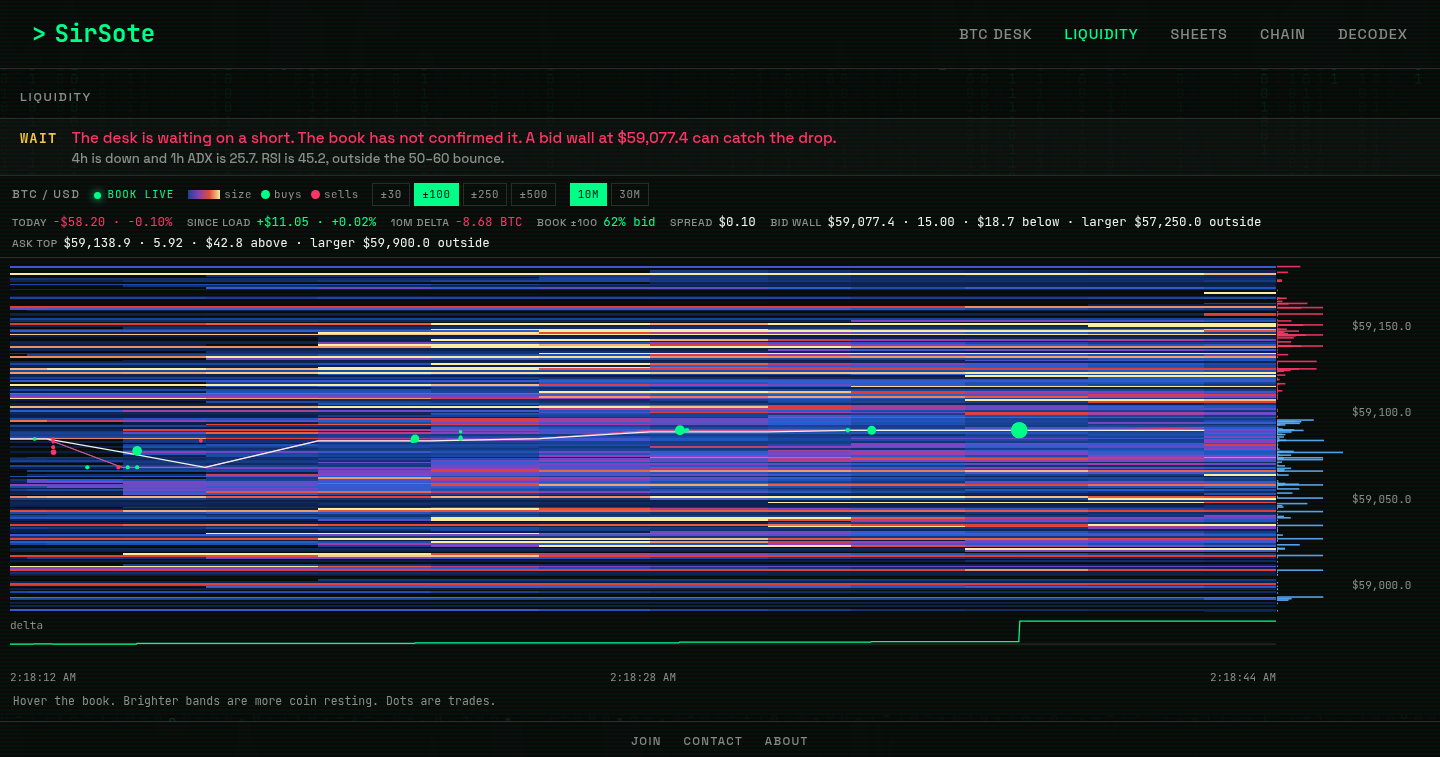 > SirSote
BTC DESK LIQUIDITY SHEETS CHAIN DECODEX
LIQUIDITY
WAIT The desk is waiting on a short. The book has not confirmed it. A bid wall at $59,077.4 can catch the drop.
4h is down and 1h ADX is 25.7. RSI is 45.2, outside the 50–60 bounce.
BTC / USD BOOK LIVE size buys sells ±30 ±100 ±250 ±500 10M 30M
TODAY -$58.20 · -0.10% SINCE LOAD +$11.05 · +0.02% 10M DELTA -8.68 BTC BOOK ±100 62% bid SPREAD $0.10 BID WALL $59,077.4 · 15.00 · $18.7 below · larger $57,250.0 outside
ASK TOP $59,138.9 · 5.92 · $42.8 above · larger $59,900.0 outside
$59,150.0
$59,100.0
$59,050.0
$59,000.0
delta
2:18:12 AM 2:18:28 AM 2:18:44 AM
Hover the book. Brighter bands are more coin resting. Dots are trades.
JOIN CONTACT ABOUT